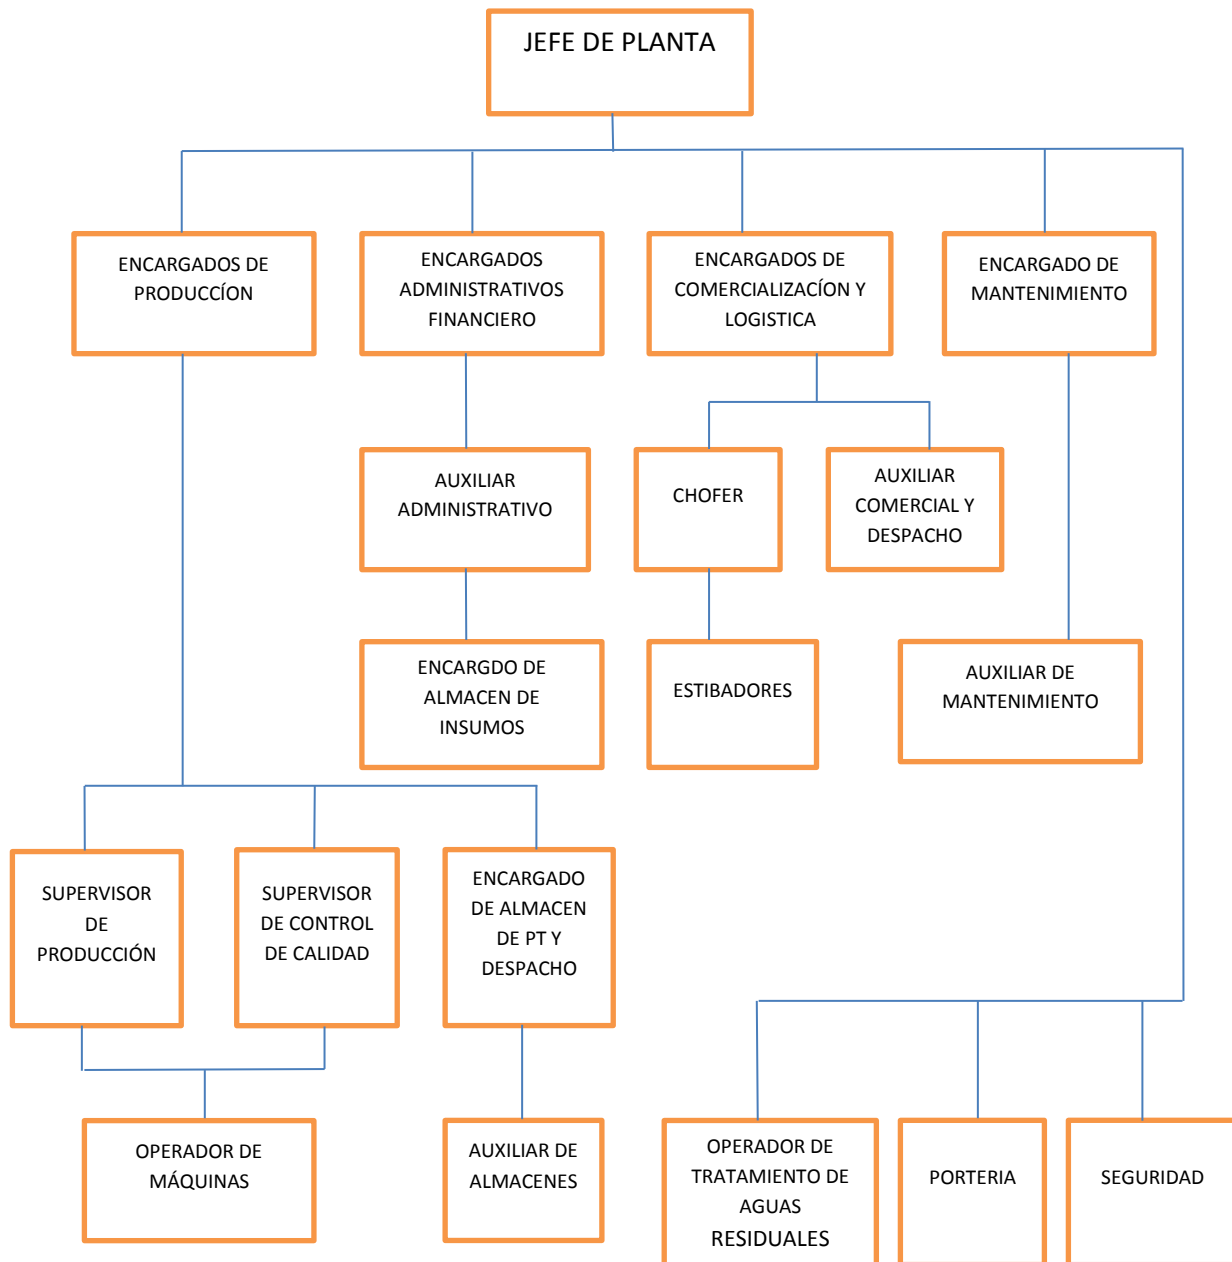 JEFE DE PLANTA
ENCARGADOS DE
PRODUCCÍON
ENCARGADOS
ADMINISTRATIVOS
FINANCIERO
ENCARGADOS DE
COMERCIALIZACÍON Y
LOGISTICA
ENCARGADO DE
MANTENIMIENTO
AUXILIAR
ADMINISTRATIVO
CHOFER
AUXILIAR
COMERCIAL Y
DESPACHO
ENCARGDO DE
ALMACEN DE
INSUMOS
ESTIBADORES
AUXILIAR DE
MANTENIMIENTO
SUPERVISOR
DE
PRODUCCIÓN
SUPERVISOR
DE CONTROL
DE CALIDAD
ENCARGADO
DE ALMACEN
DE PT Y
DESPACHO
OPERADOR DE
MÁQUINAS
AUXILIAR DE
ALMACENES
OPERADOR DE
TRATAMIENTO DE
AGUAS
RESIDUALES
PORTERIA
SEGURIDAD